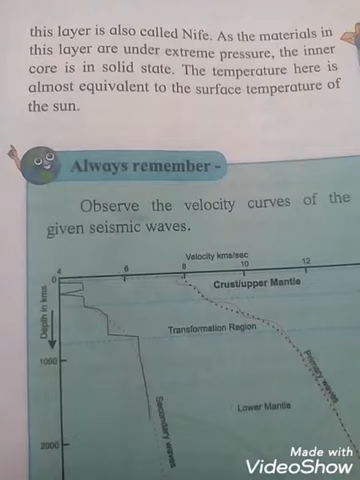 this layer is also called Nife. As the materials in
this layer are under extreme pressure, the inner
core is in solid state. The temperature here is
almost equivalent to the surface temperature of
the sun.
Always remember -
Observe the velocity curves of the
given seismic waves.
Velocity kms/sec
4 6 8 10 12
0
Crust/upper Mantle
Depth in kms
Transformation Region
1000
Primary waves
Secondary waves
Lower Mantle
2000
Made with
VideoShow